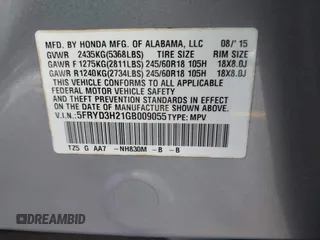 MFD. BY HONDA MFG. OF ALABAMA, LLC 08/'15
GVWR 2435KG(5368LBS) TIRE SIZE RIM SIZE
GAWR F 1275KG(2811LBS) 245/60R18 105H 18X8.0J
GAWR R1240KG(2734LBS) 245/60R18 105H 18X8.0J
THIS VEHICLE CONFORMS TO ALL APPLICABLE
FEDERAL MOTOR VEHICLE SAFETY AND THEFT
PREVENTION STANDARDS IN EFFECT ON THE DATE
OF MANUFACTURE SHOWN ABOVE.
V.I.N.: 5FRYD3H21GB009055 TYPE: MPV
TZ5 G AA7 -NH830M -B -B
DREAMBID.COM